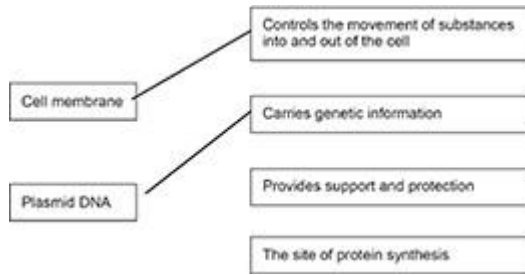 Controls the movement of substances
into and out of the cell
Cell membrane
Carries genetic information
Plasmid DNA
Provides support and protection
The site of protein synthesis